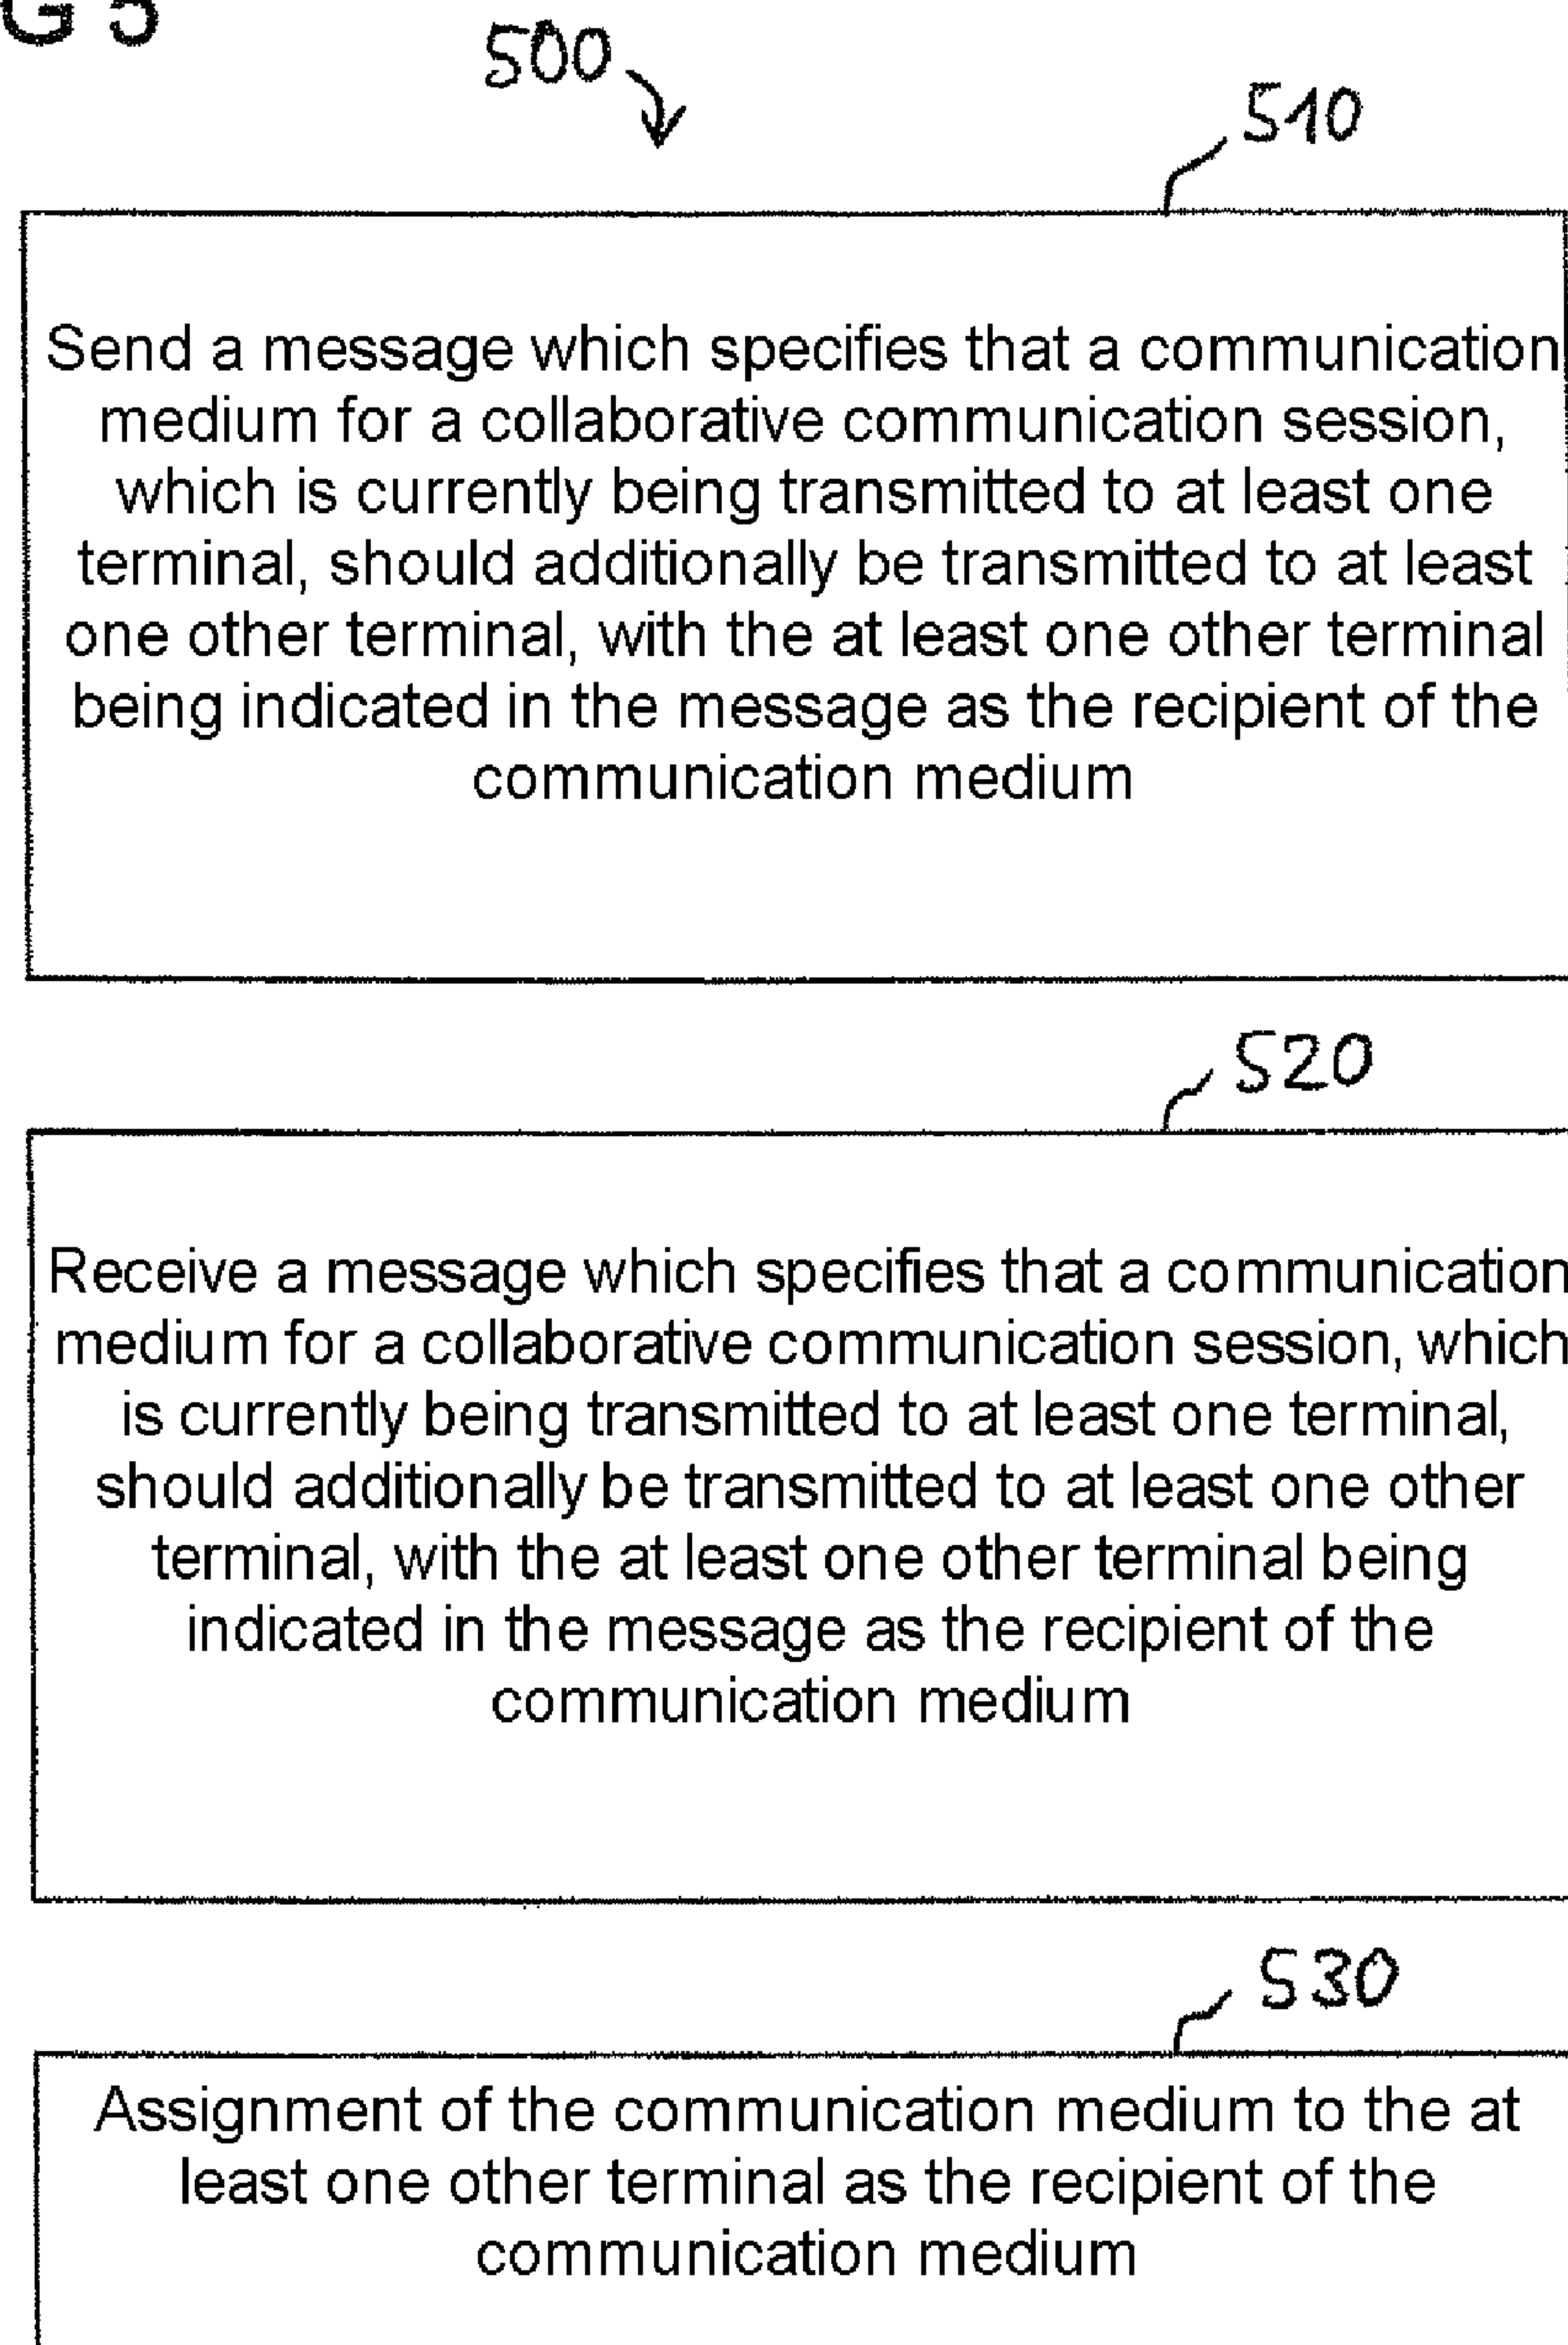 G 5
500
510
Send a message which specifies that a communication
medium for a collaborative communication session,
which is currently being transmitted to at least one
terminal, should additionally be transmitted to at least
one other terminal, with the at least one other terminal
being indicated in the message as the recipient of the
communication medium
520
Receive a message which specifies that a communication
medium for a collaborative communication session, which
is currently being transmitted to at least one terminal,
should additionally be transmitted to at least one other
terminal, with the at least one other terminal being
indicated in the message as the recipient of the
communication medium
530
Assignment of the communication medium to the at
least one other terminal as the recipient of the
communication medium